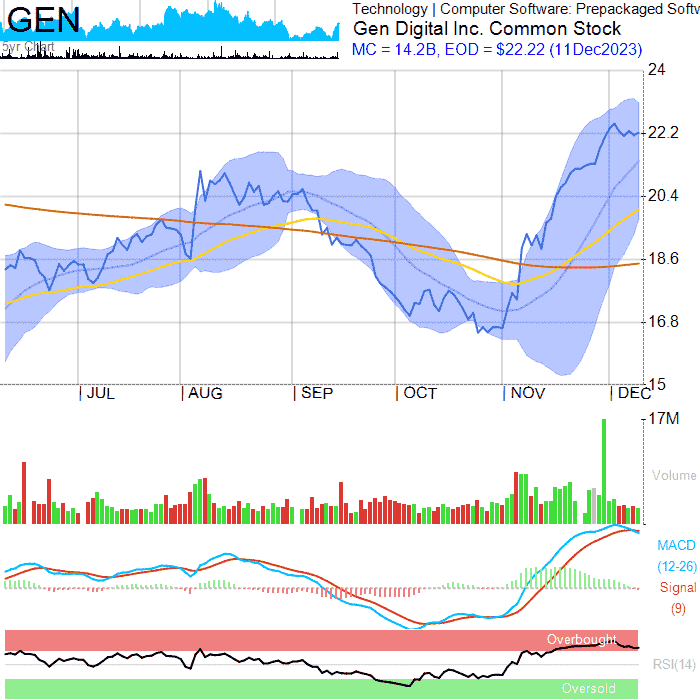 GEN
5yr Chart
Technology | Computer Software: Prepackaged Softw
Gen Digital Inc. Common Stock
MC = 14.2B, EOD = $22.22 (11Dec2023)
24
22.2
20.4
18.6
16.8
15
JUL AUG SEP OCT NOV DEC
17M
Volume
MACD
(12-26)
Signal
(9)
Overbought
RSI(14)
Oversold